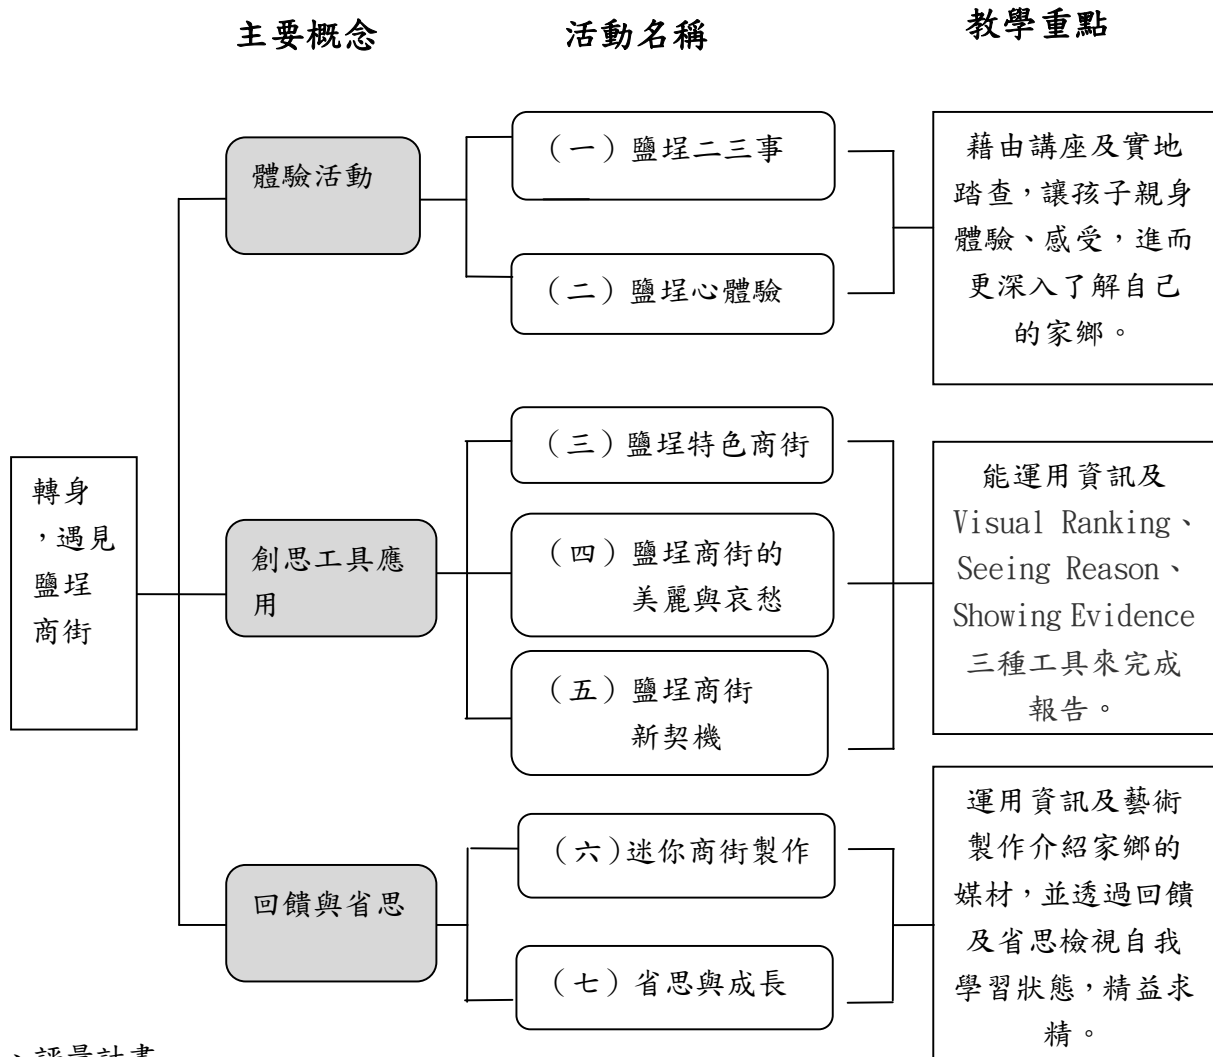 主要概念
活動名稱
教學重點
轉身
，遇見
鹽埕
商街
體驗活動
（一）鹽埕二三事
（二）鹽埕心體驗
藉由講座及實地
踏查，讓孩子親身
體驗、感受，進而
更深入了解自己
的家鄉。
創思工具應
用
（三）鹽埕特色商街
（四）鹽埕商街的
美麗與哀愁
（五）鹽埕商街
新契機
能運用資訊及
Visual Ranking、
Seeing Reason、
Showing Evidence
三種工具來完成
報告。
回饋與省思
（六）迷你商街製作
（七）省思與成長
運用資訊及藝術
製作介紹家鄉的
媒材，並透過回饋
及省思檢視自我
學習狀態，精益求
精。
、評量計畫